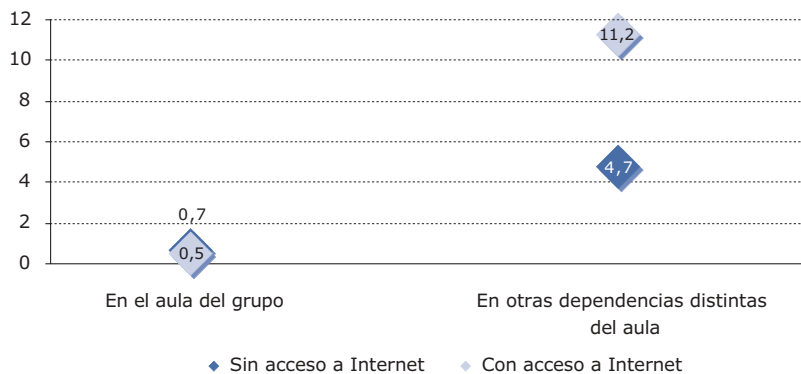 12
11,2
10
8
6
4,7
4
2
0,7
0,5
0
En el aula del grupo
En otras dependencias distintas
del aula
Sin acceso a Internet
Con acceso a Internet